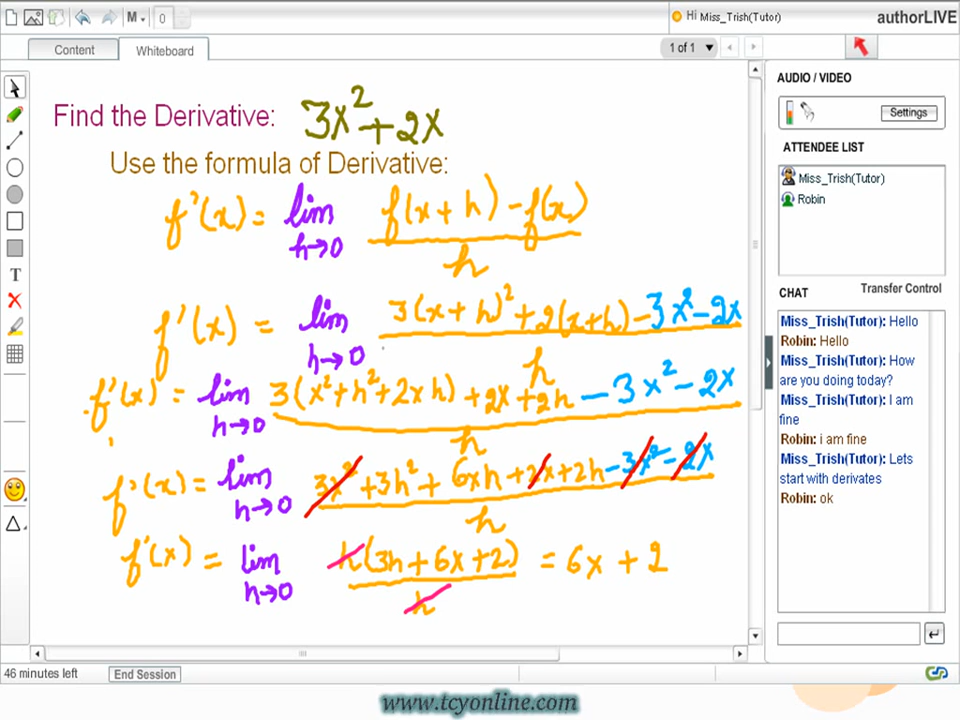 M 0
Hi Miss_Trish(Tutor) authorLIVE
Content Whiteboard
1 of 1
Find the Derivative: 3x² + 2x
Use the formula of Derivative:
f'(x) = lim h→0 f(x+h) - f(x) / h
f'(x) = lim h→0 3(x+h)² + 2(x+h) - 3x² - 2x / h
f'(x) = lim h→0 3(x²+h²+2xh) + 2x + 2h - 3x² - 2x / h
f'(x) = lim h→0 3x² + 3h² + 6xh + 2x + 2h - 3x² - 2x / h
f'(x) = lim h→0 h(3h + 6x + 2) / h = 6x + 2
T
AUDIO / VIDEO
Settings
ATTENDEE LIST
Miss_Trish(Tutor)
Robin
CHAT
Transfer Control
Miss_Trish(Tutor): Hello
Robin: Hello
Miss_Trish(Tutor): How
are you doing today?
Miss_Trish(Tutor): I am
fine
Robin: i am fine
Miss_Trish(Tutor): Lets
start with derivates
Robin: ok
46 minutes left End Session
www.tcyonline.com